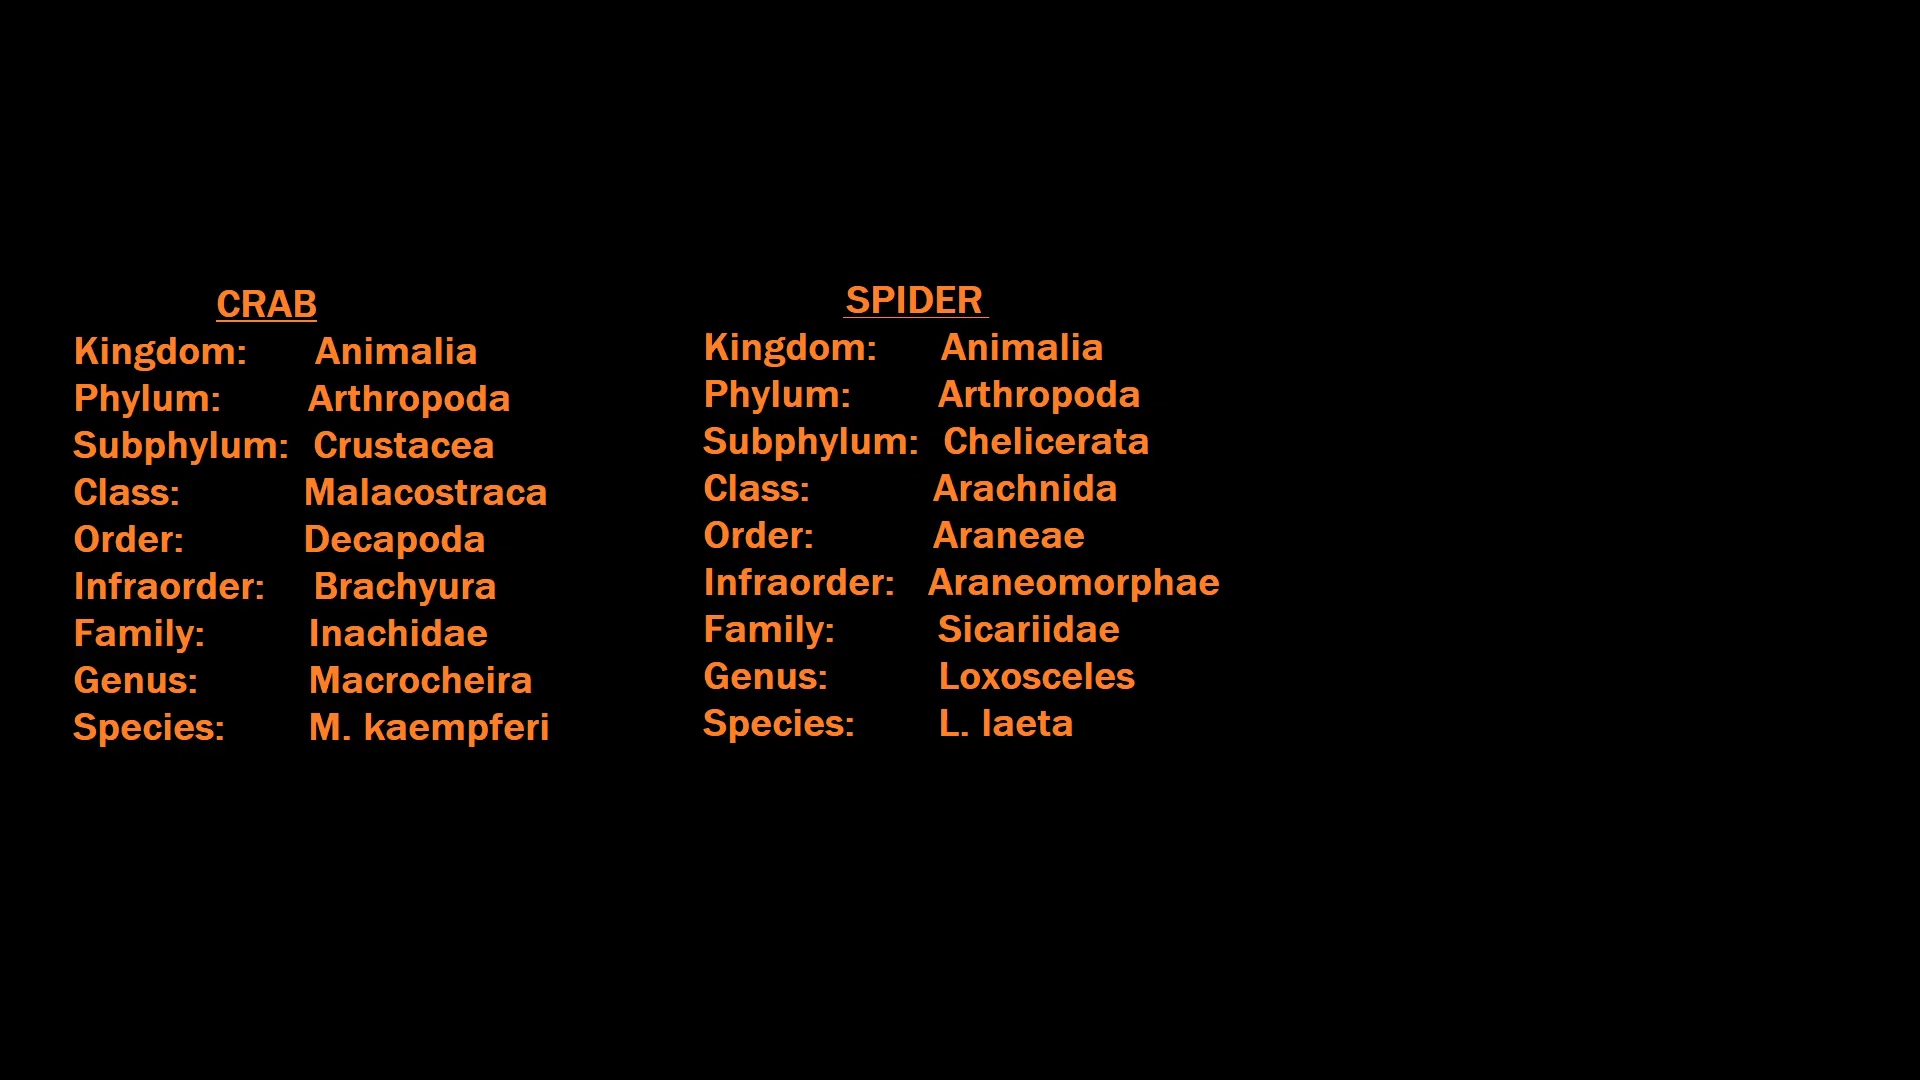 CRAB
Kingdom: Animalia
Phylum: Arthropoda
Subphylum: Crustacea
Class: Malacostraca
Order: Decapoda
Infraorder: Brachyura
Family: Inachidae
Genus: Macrocheira
Species: M. kaempferi
SPIDER
Kingdom: Animalia
Phylum: Arthropoda
Subphylum: Chelicerata
Class: Arachnida
Order: Araneae
Infraorder: Araneomorphae
Family: Sicariidae
Genus: Loxosceles
Species: L. laeta